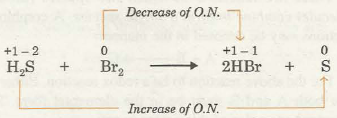 Decrease of O.N.
+1 – 2 0 +1 – 1 0
H₂S + Br₂ ⟶ 2HBr + S
Increase of O.N.